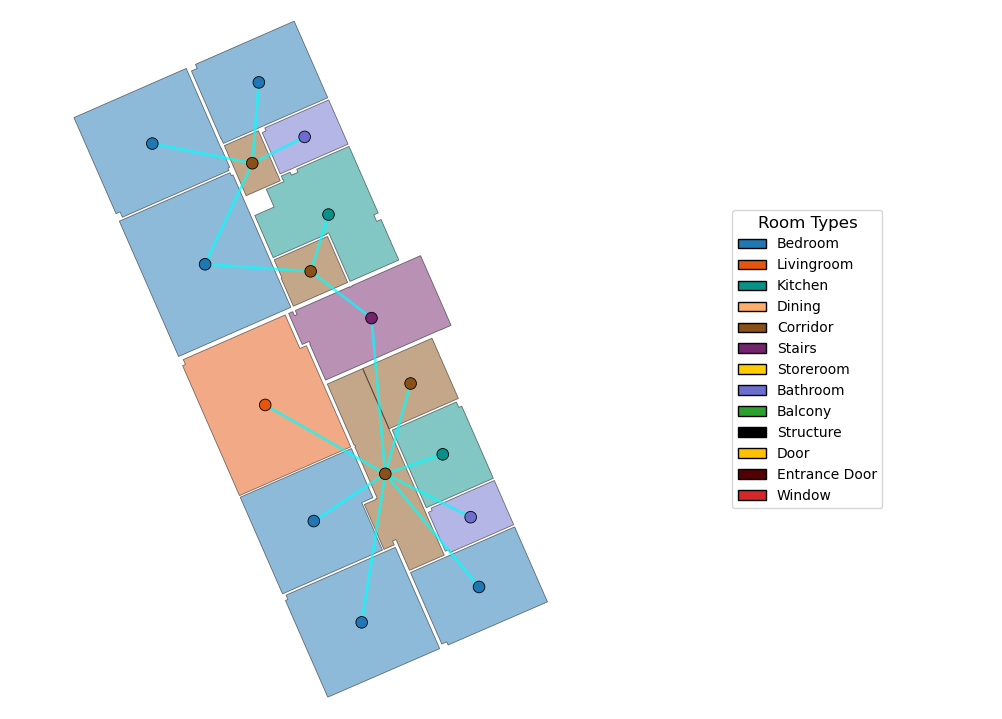 Room Types
Bedroom
Livingroom
Kitchen
Dining
Corridor
Stairs
Storeroom
Bathroom
Balcony
Structure
Door
Entrance Door
Window